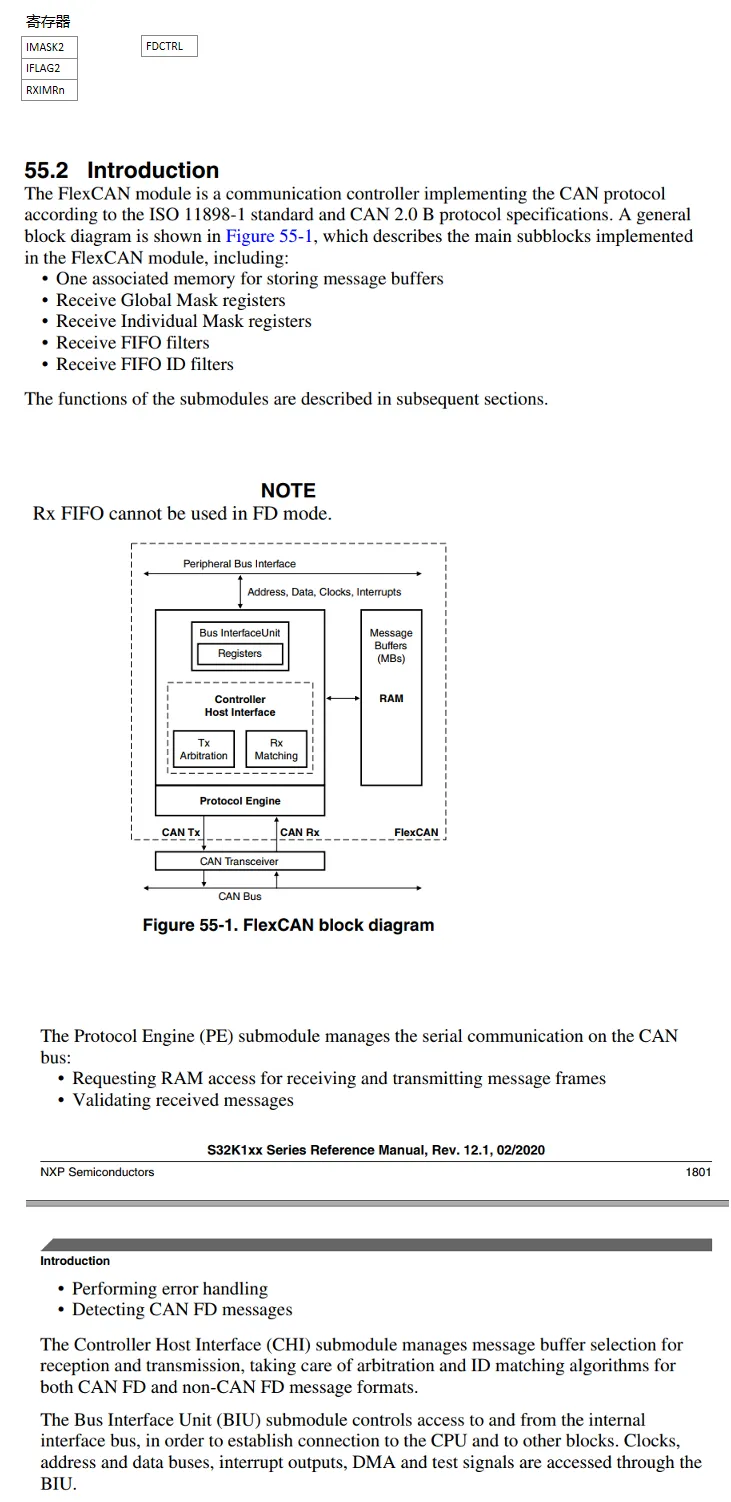 寄存器
IMASK2
FDCTRL
IFLAG2
RXIMRn
55.2 Introduction
The FlexCAN module is a communication controller implementing the CAN protocol
according to the ISO 11898-1 standard and CAN 2.0 B protocol specifications. A general
block diagram is shown in Figure 55-1, which describes the main subblocks implemented
in the FlexCAN module, including:
• One associated memory for storing message buffers
• Receive Global Mask registers
• Receive Individual Mask registers
• Receive FIFO filters
• Receive FIFO ID filters
The functions of the submodules are described in subsequent sections.
NOTE
Rx FIFO cannot be used in FD mode.
Peripheral Bus Interface
Address, Data, Clocks, Interrupts
Bus InterfaceUnit
Registers
Message
Buffers
(MBs)
RAM
Controller
Host Interface
Tx
Arbitration
Rx
Matching
Protocol Engine
CAN Tx
CAN Rx
FlexCAN
CAN Transceiver
CAN Bus
Figure 55-1. FlexCAN block diagram
The Protocol Engine (PE) submodule manages the serial communication on the CAN
bus:
• Requesting RAM access for receiving and transmitting message frames
• Validating received messages
S32K1xx Series Reference Manual, Rev. 12.1, 02/2020
NXP Semiconductors 1801
Introduction
• Performing error handling
• Detecting CAN FD messages
The Controller Host Interface (CHI) submodule manages message buffer selection for
reception and transmission, taking care of arbitration and ID matching algorithms for
both CAN FD and non-CAN FD message formats.
The Bus Interface Unit (BIU) submodule controls access to and from the internal
interface bus, in order to establish connection to the CPU and to other blocks. Clocks,
address and data buses, interrupt outputs, DMA and test signals are accessed through the
BIU.